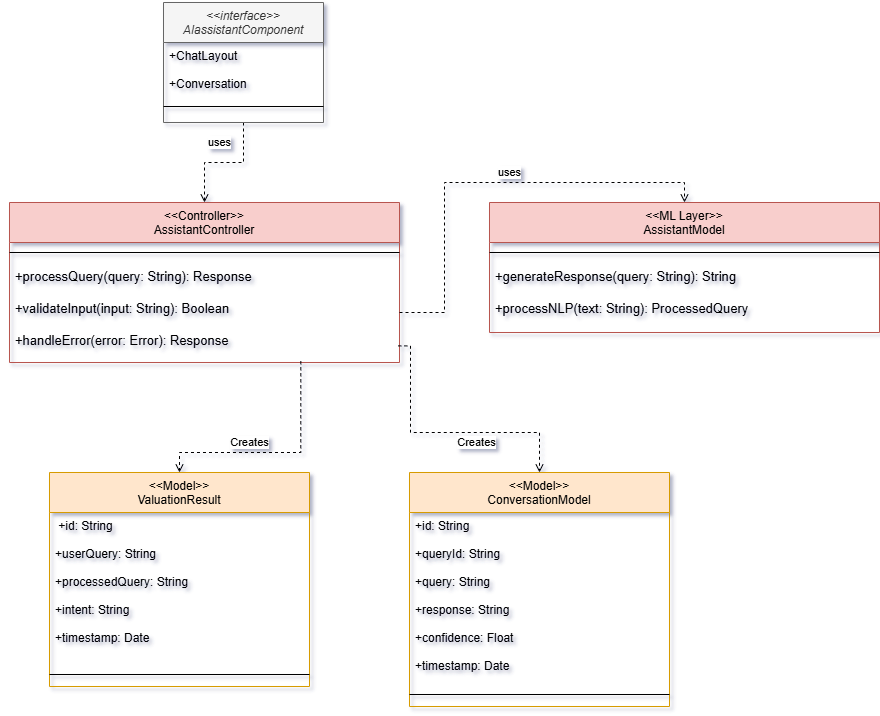 <<interface>>
AIassistantComponent
+ChatLayout
+Conversation
uses
uses
<<Controller>>
AssistantController
+processQuery(query: String): Response
+validateInput(input: String): Boolean
+handleError(error: Error): Response
<<ML Layer>>
AssistantModel
+generateResponse(query: String): String
+processNLP(text: String): ProcessedQuery
Creates
Creates
<<Model>>
ValuationResult
+id: String
+userQuery: String
+processedQuery: String
+intent: String
+timestamp: Date
<<Model>>
ConversationModel
+id: String
+queryId: String
+query: String
+response: String
+confidence: Float
+timestamp: Date